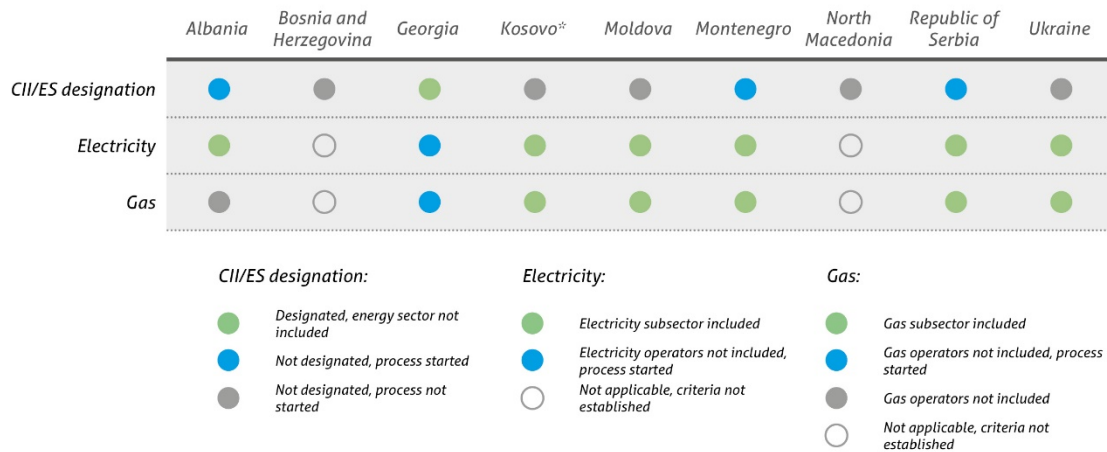 Albania
Bosnia and
Herzegovina
Georgia
Kosovo*
Moldova
Montenegro
North
Macedonia
Republic of
Serbia
Ukraine
CII/ES designation
Electricity
Gas
CII/ES designation:
Designated, energy sector not
included
Not designated, process started
Not designated, process not
started
Electricity:
Electricity subsector included
Electricity operators not included,
process started
Not applicable, criteria not
established
Gas:
Gas subsector included
Gas operators not included, process
started
Gas operators not included
Not applicable, criteria not
established